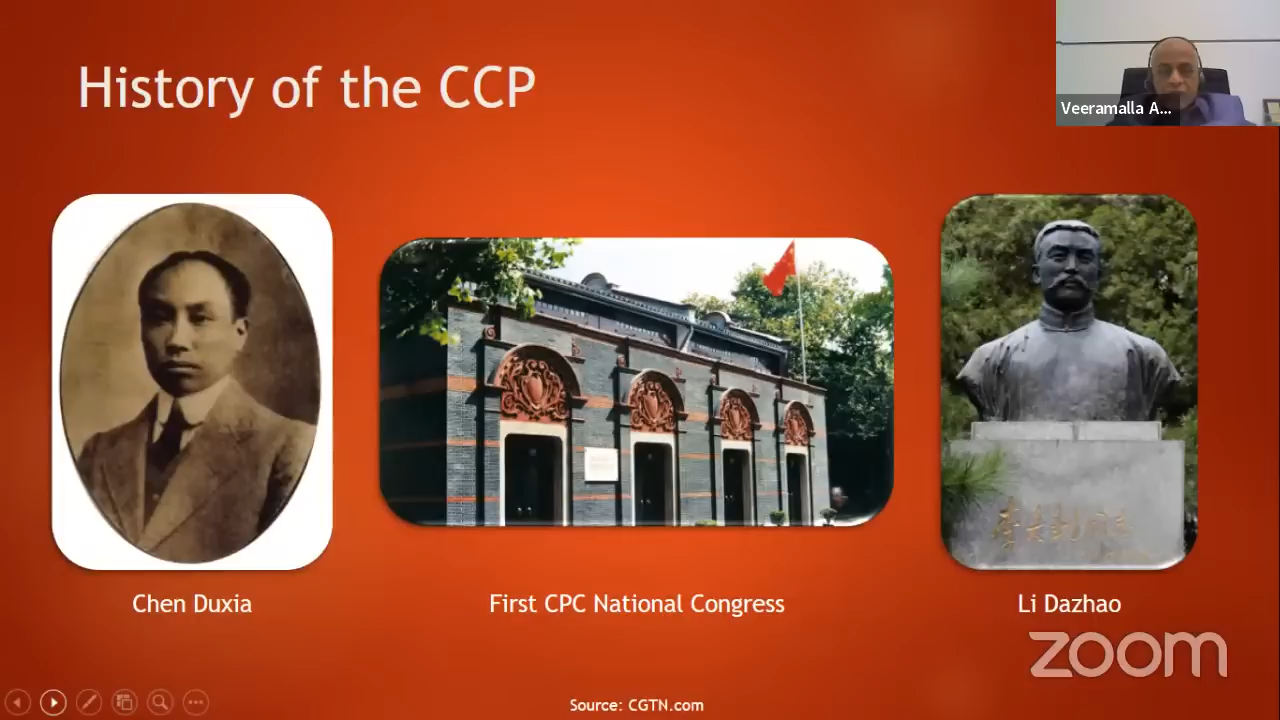 History of the CCP
Veeramalla A...
Chen Duxia
First CPC National Congress
Li Dazhao
zoom
Source: CGTN.com